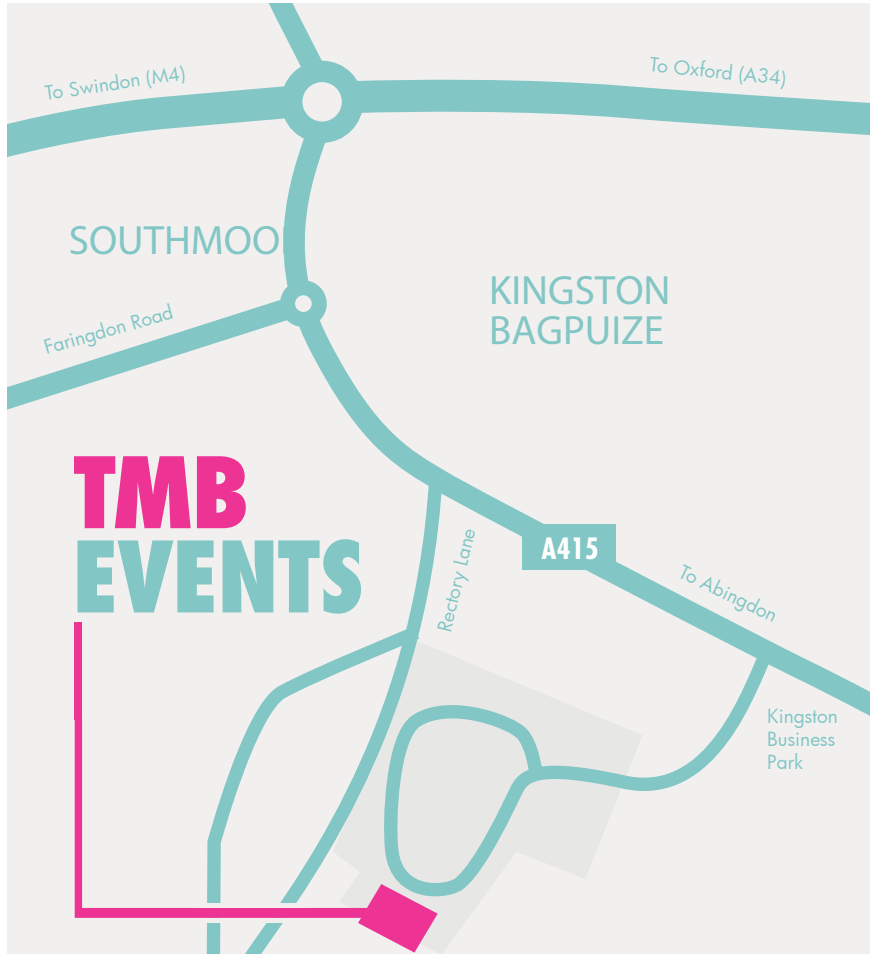 To Swindon (M4)
To Oxford (A34)
SOUTHMOO
KINGSTON
BAGPUIZE
Faringdon Road
TMB
EVENTS
A415
Rectory Lane
To Abingdon
Kingston
Business
Park